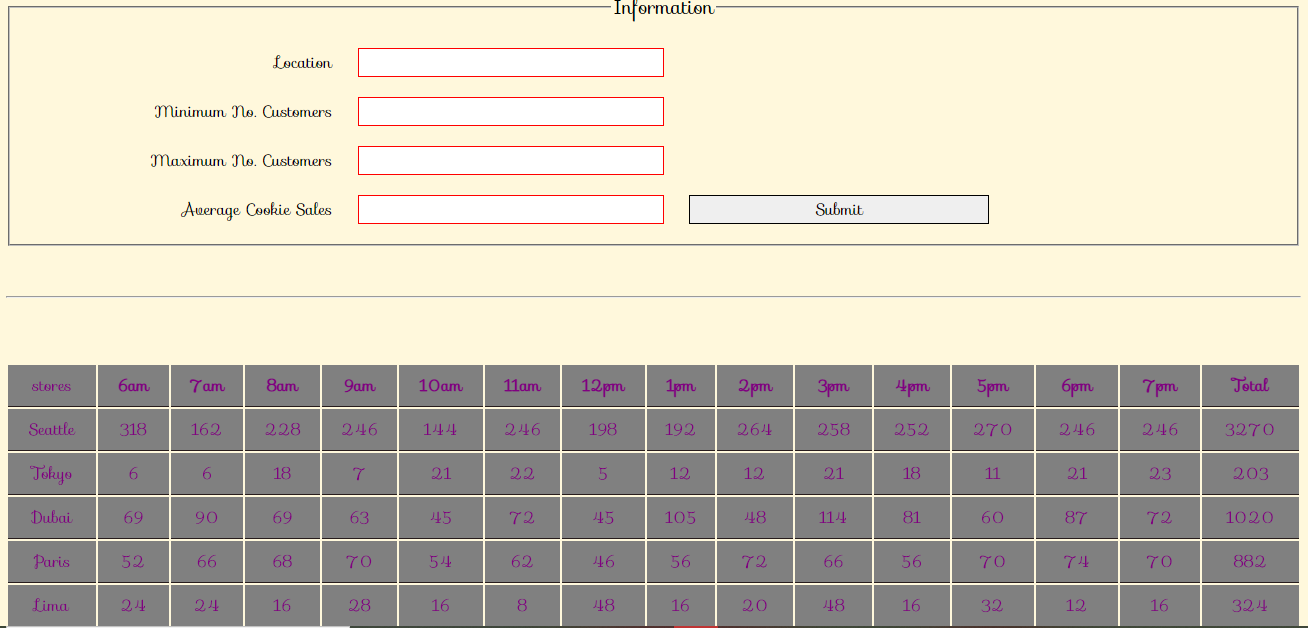 Information
Location
Minimum No. Customers
Maximum No. Customers
Average Cookie Sales Submit
stores 6am 7am 8am 9am 10am 11am 12pm 1pm 2pm 3pm 4pm 5pm 6pm 7pm Total
Seattle 318 162 228 246 144 246 198 192 264 258 252 270 246 246 3270
Tokyo 6 6 18 7 21 22 5 12 12 21 18 11 21 23 203
Dubai 69 90 69 63 45 72 45 105 48 114 81 60 87 72 1020
Paris 52 66 68 70 54 62 46 56 72 66 56 70 74 70 882
Lima 24 24 16 28 16 8 48 16 20 48 16 32 12 16 324